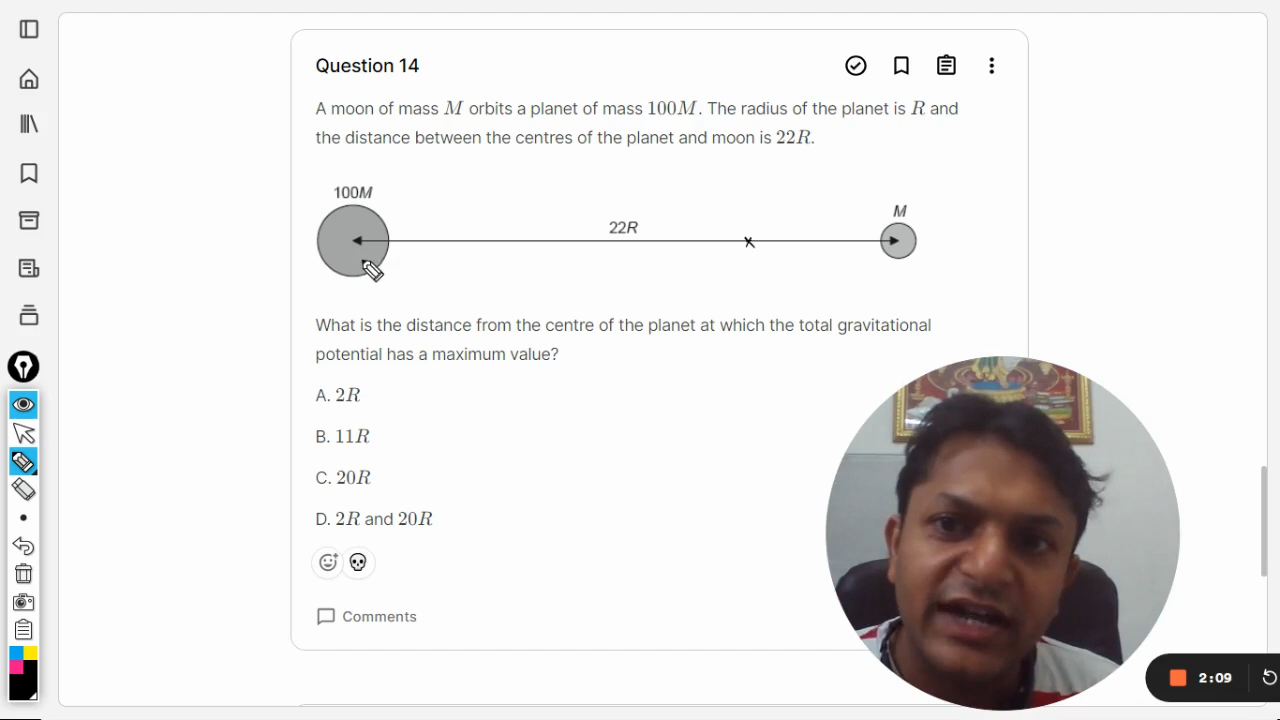 Question 14
A moon of mass M orbits a planet of mass 100M. The radius of the planet is R and
the distance between the centres of the planet and moon is 22R.
100M
M
22R
What is the distance from the centre of the planet at which the total gravitational
potential has a maximum value?
A. 2R
B. 11R
C. 20R
D. 2R and 20R
Comments
2:09